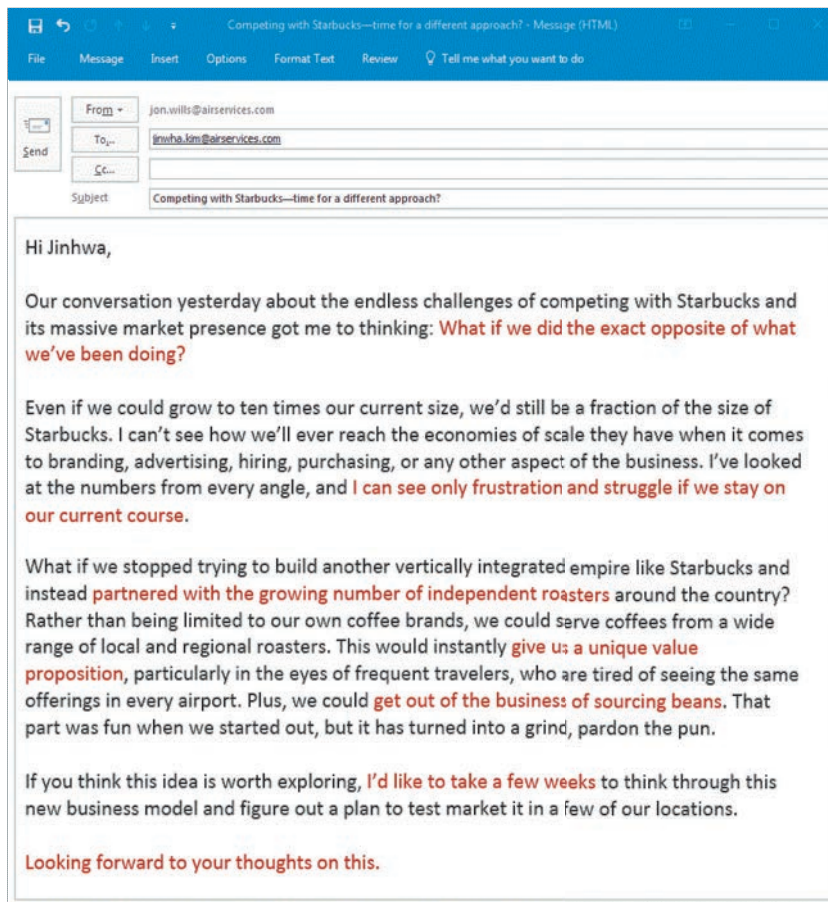 Competing with Starbucks—time for a different approach? - Message (HTML)
File Message Insert Options Format Text Review Tell me what you want to do
From jon.wills@airservices.com
To... jinwha.kim@airservices.com
Send
Cc...
Subject Competing with Starbucks—time for a different approach?
Hi Jinhwa,
Our conversation yesterday about the endless challenges of competing with Starbucks and
its massive market presence got me to thinking: What if we did the exact opposite of what
we’ve been doing?
Even if we could grow to ten times our current size, we’d still be a fraction of the size of
Starbucks. I can’t see how we’ll ever reach the economies of scale they have when it comes
to branding, advertising, hiring, purchasing, or any other aspect of the business. I’ve looked
at the numbers from every angle, and I can see only frustration and struggle if we stay on
our current course.
What if we stopped trying to build another vertically integrated empire like Starbucks and
instead partnered with the growing number of independent roasters around the country?
Rather than being limited to our own coffee brands, we could serve coffees from a wide
range of local and regional roasters. This would instantly give us a unique value
proposition, particularly in the eyes of frequent travelers, who are tired of seeing the same
offerings in every airport. Plus, we could get out of the business of sourcing beans. That
part was fun when we started out, but it has turned into a grind, pardon the pun.
If you think this idea is worth exploring, I’d like to take a few weeks to think through this
new business model and figure out a plan to test market it in a few of our locations.
Looking forward to your thoughts on this.